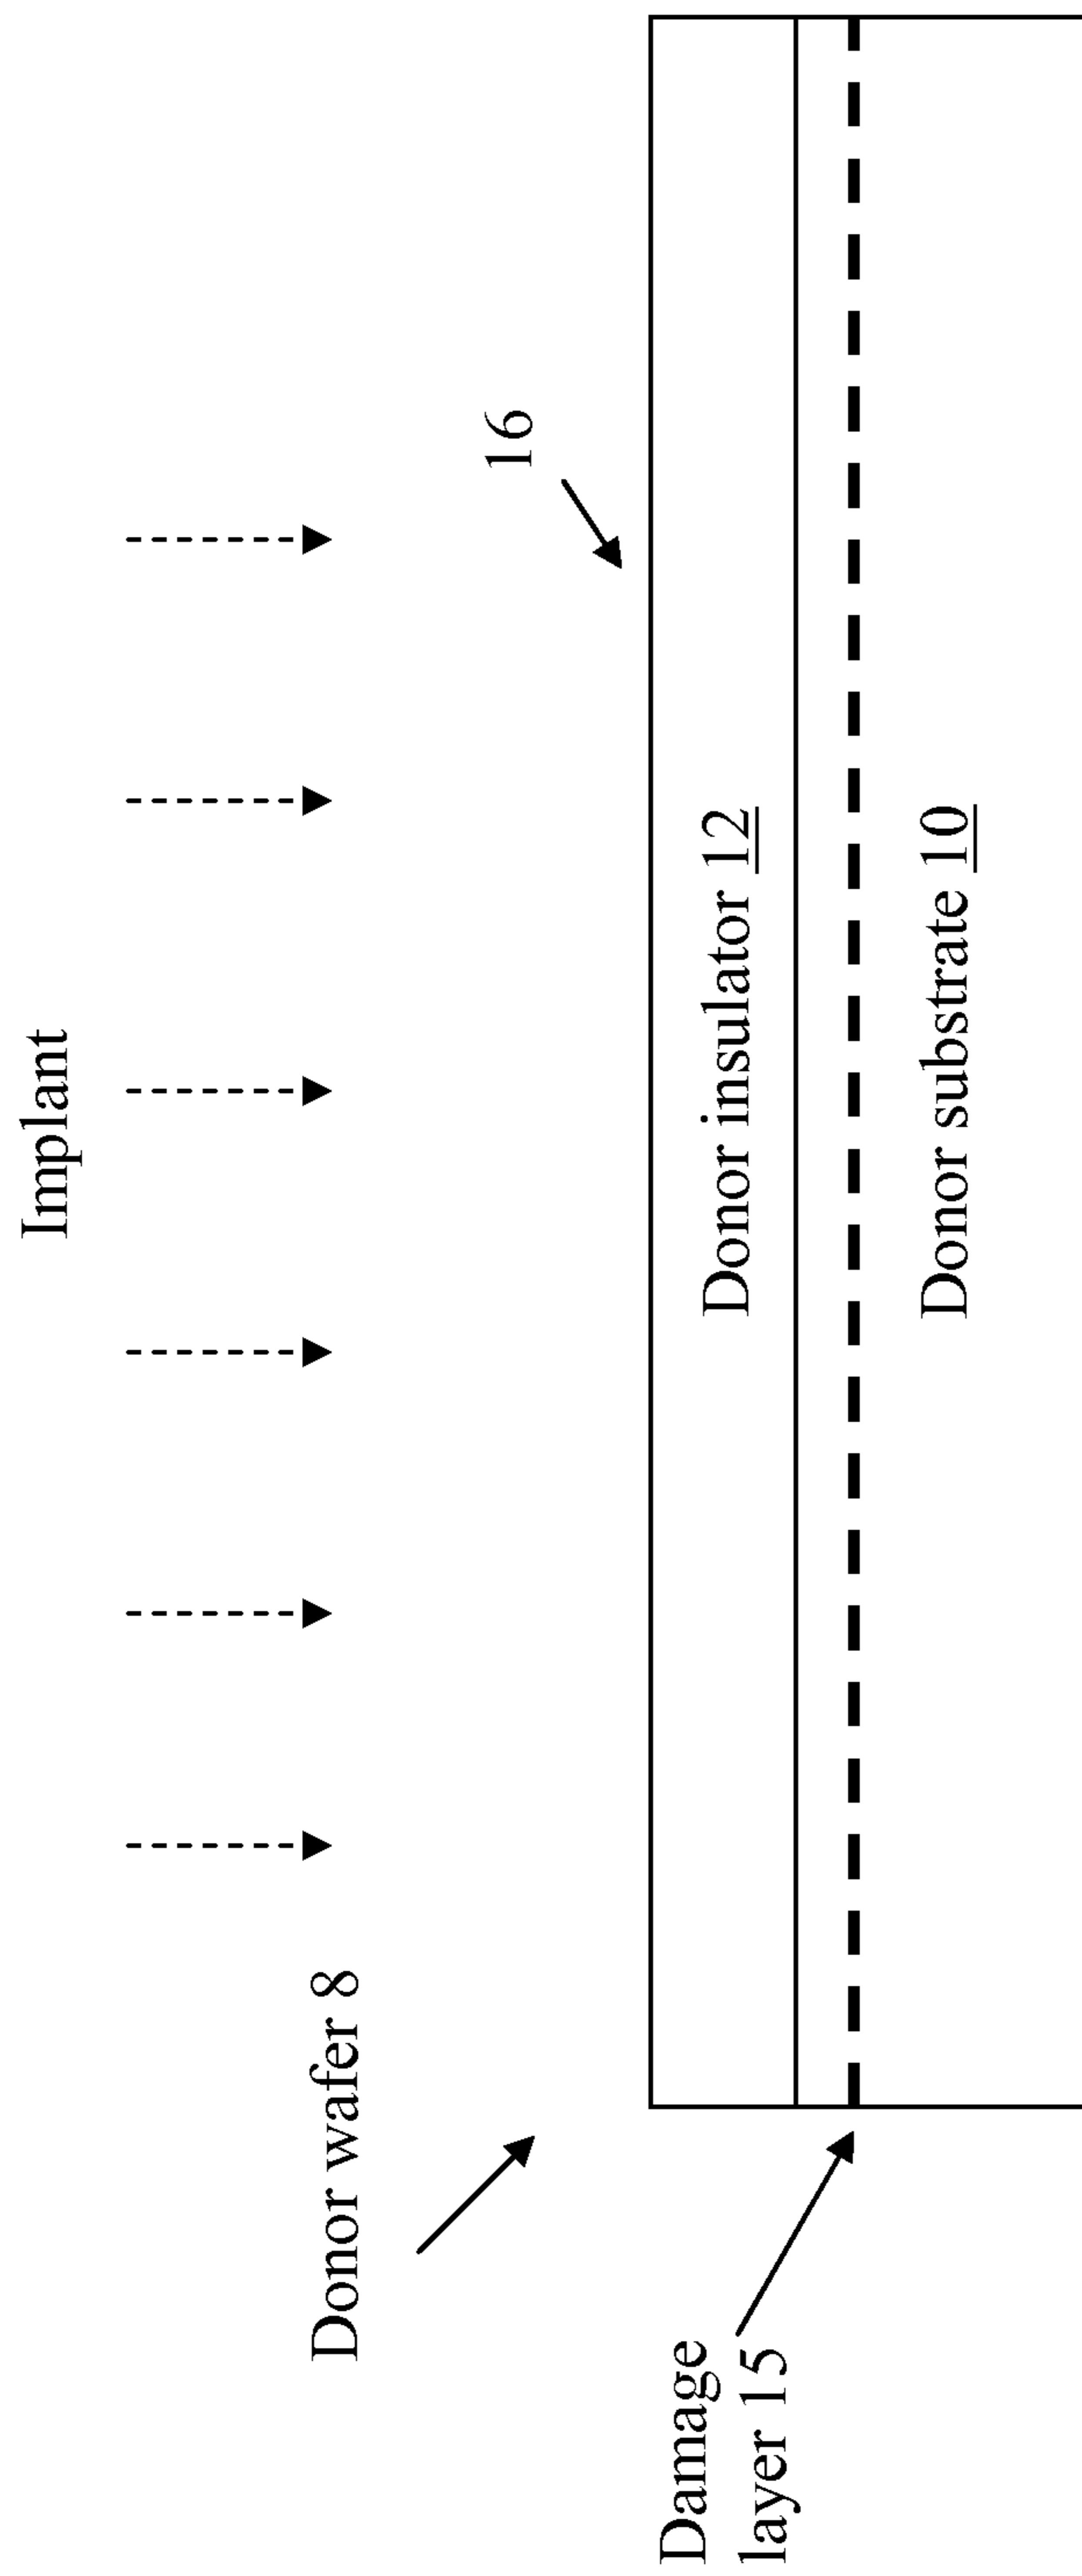 Implant
Donor wafer 8
16
Damage
layer 15
Donor insulator 12
Donor substrate 10